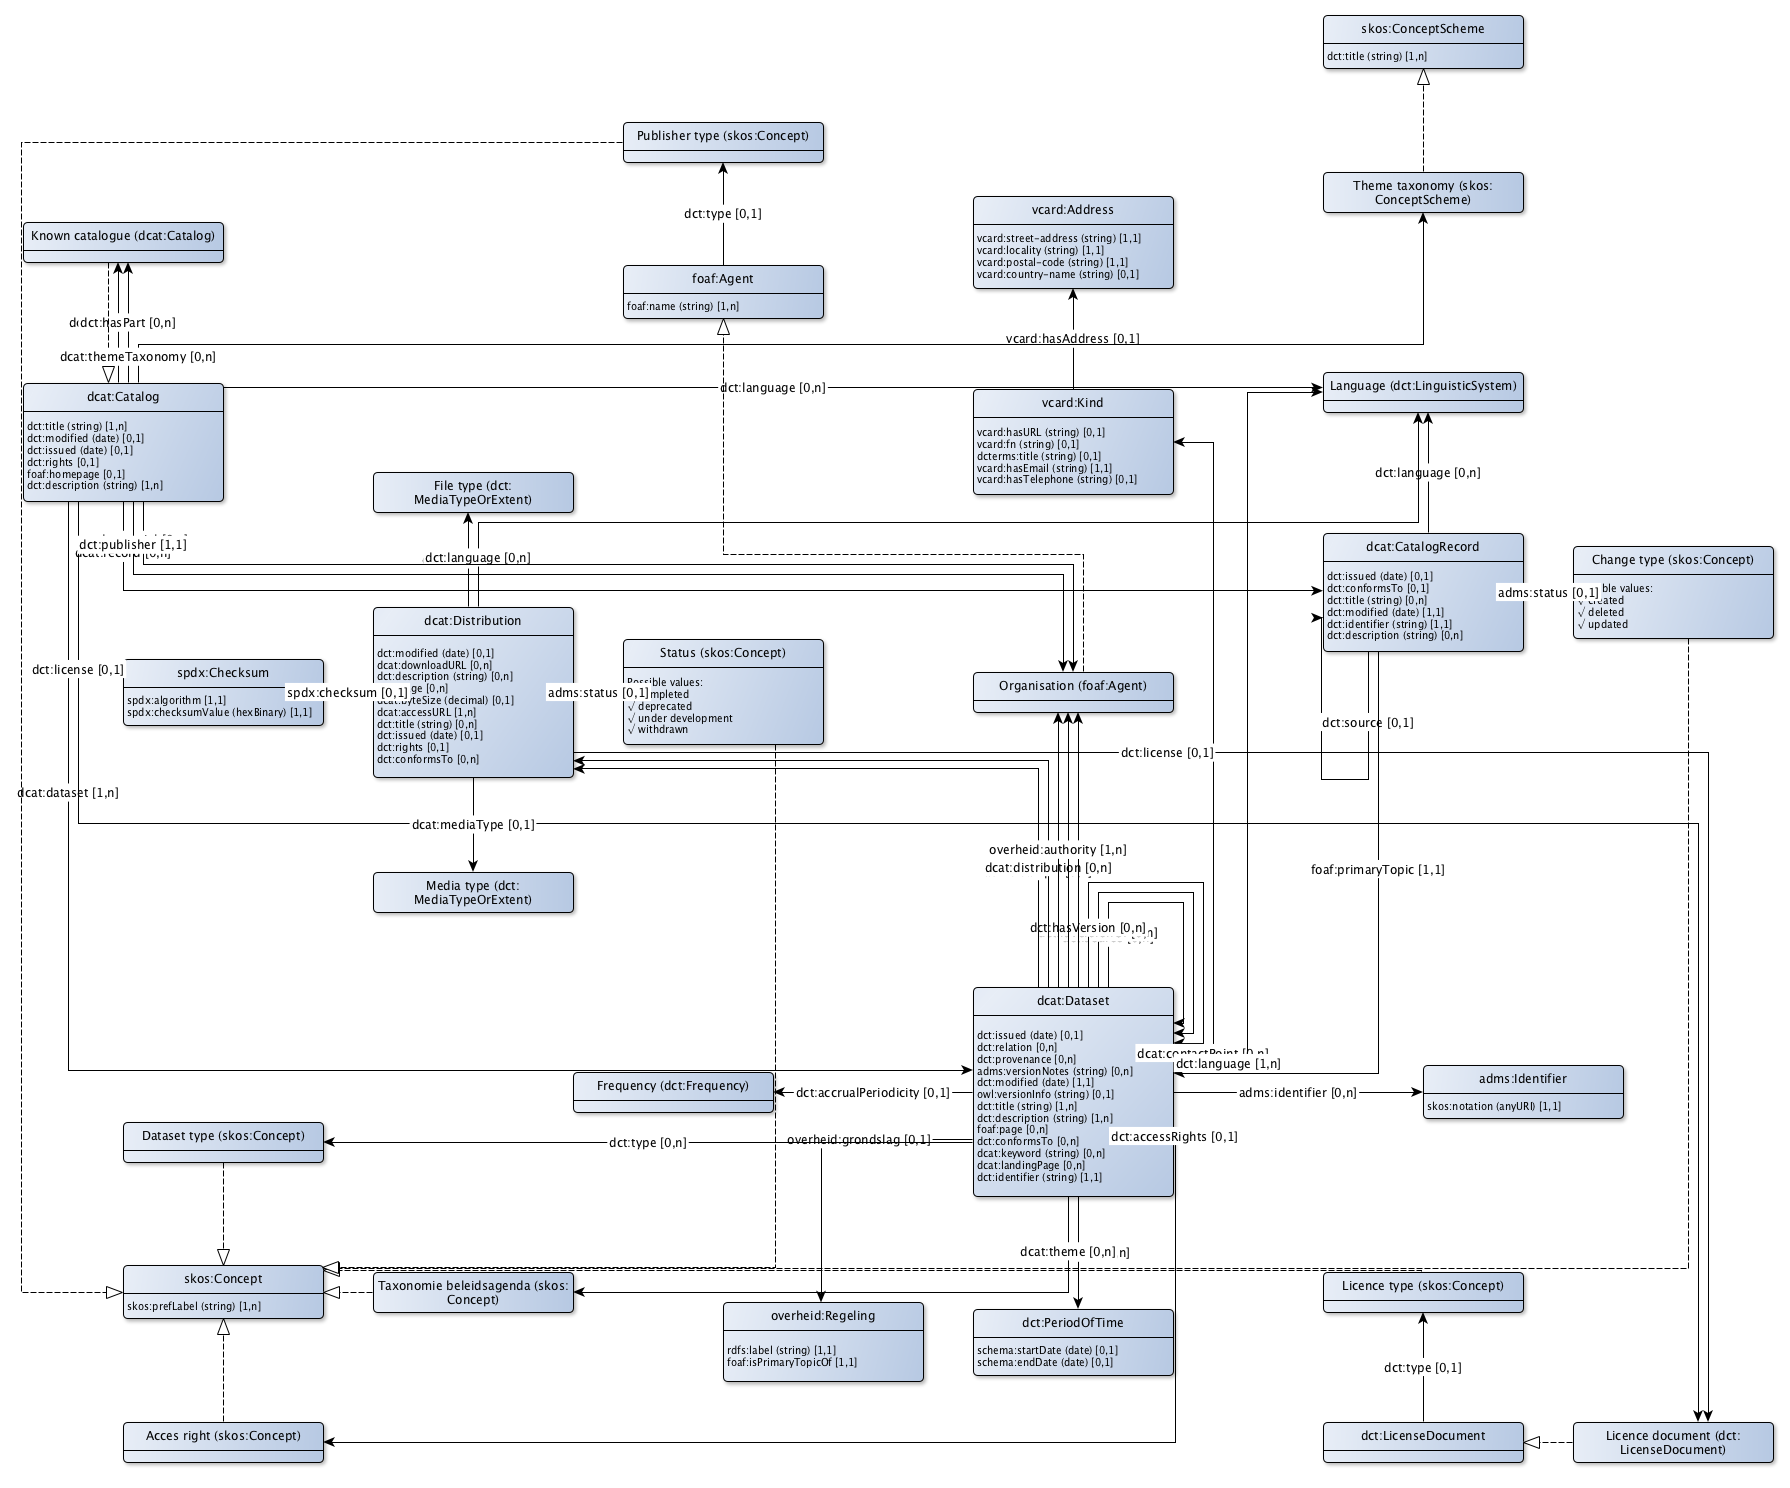 skos:ConceptScheme
dct:title (string) [1,n]
Publisher type (skos:Concept)
Theme taxonomy (skos:
ConceptScheme)
dct:type [0,1]
vcard:Address
vcard:street-address (string) [1,1]
vcard:locality (string) [1,1]
vcard:postal-code (string) [1,1]
vcard:country-name (string) [0,1]
Known catalogue (dcat:Catalog)
foaf:Agent
foaf:name (string) [1,n]
dct:hasPart [0,n]
vcard:hasAddress [0,1]
dcat:themeTaxonomy [0,n]
dct:language [0,n]
Language (dct:LinguisticSystem)
dcat:Catalog
dct:title (string) [1,n]
dct:modified (date) [0,1]
dct:issued (date) [0,1]
dct:rights [0,1]
foaf:homepage [0,1]
dct:description (string) [1,n]
vcard:Kind
vcard:hasURL (string) [0,1]
vcard:fn (string) [0,1]
dcterms:title (string) [0,1]
vcard:hasEmail (string) [1,1]
vcard:hasTelephone (string) [0,1]
dct:language [0,n]
File type (dct:
MediaTypeOrExtent)
dct:publisher [1,1]
dct:language [0,n]
dcat:CatalogRecord
dct:issued (date) [0,1]
dct:conformsTo [0,1]
dct:title (string) [0,n]
dct:modified (date) [1,1]
dct:identifier (string) [1,1]
dct:description (string) [0,n]
adms:status [0,1]
Change type (skos:Concept)
values:
√ created
√ deleted
√ updated
dcat:Distribution
dct:modified (date) [0,1]
dcat:downloadURL [0,n]
dct:description (string) [0,n]
[0,n]
dcat:byteSize (decimal) [0,1]
dcat:accessURL [1,n]
dct:title (string) [0,n]
dct:issued (date) [0,1]
dct:rights [0,1]
dct:conformsTo [0,n]
Status (skos:Concept)
Possible values:
√ deprecated
√ under development
√ withdrawn
dct:license [0,1]
spdx:Checksum
spdx:algorithm [1,1]
spdx:checksumValue (hexBinary) [1,1]
spdx:checksum [0,1]
adms:status [0,1]
Organisation (foaf:Agent)
dct:source [0,1]
dct:license [0,1]
dcat:dataset [1,n]
dcat:mediaType [0,1]
overheid:authority [1,n]
dcat:distribution [0,n]
foaf:primaryTopic [1,1]
Media type (dct:
MediaTypeOrExtent)
dct:hasVersion [0,n]
dcat:Dataset
dct:issued (date) [0,1]
dct:relation [0,n]
dct:provenance [0,n]
adms:versionNotes (string) [0,n]
dct:modified (date) [1,1]
owl:versionInfo (string) [0,1]
dct:title (string) [1,n]
dct:description (string) [1,n]
foaf:page [0,n]
dct:conformsTo [0,n]
dcat:keyword (string) [0,n]
dcat:landingPage [0,n]
dct:identifier (string) [1,1]
dcat:contactPoint [0,n]
dct:language [1,n]
Frequency (dct:Frequency)
dct:accrualPeriodicity [0,1]
adms:identifier [0,n]
adms:Identifier
skos:notation (anyURI) [1,1]
Dataset type (skos:Concept)
dct:type [0,n]
overheid:grondslag [0,1]
dct:accessRights [0,1]
dcat:theme [0,n]
skos:Concept
skos:prefLabel (string) [1,n]
Taxonomie beleidsagenda (skos:
Concept)
overheid:Regeling
rdfs:label (string) [1,1]
foaf:isPrimaryTopicOf [1,1]
dct:PeriodOfTime
schema:startDate (date) [0,1]
schema:endDate (date) [0,1]
Licence type (skos:Concept)
dct:type [0,1]
Acces right (skos:Concept)
dct:LicenseDocument
Licence document (dct:
LicenseDocument)